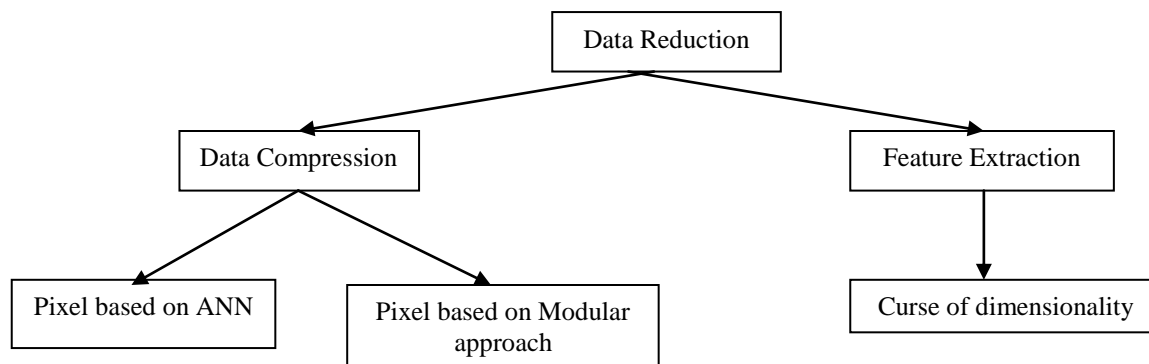 Data Reduction
Data Compression
Feature Extraction
Pixel based on ANN
Pixel based on Modular
approach
Curse of dimensionality